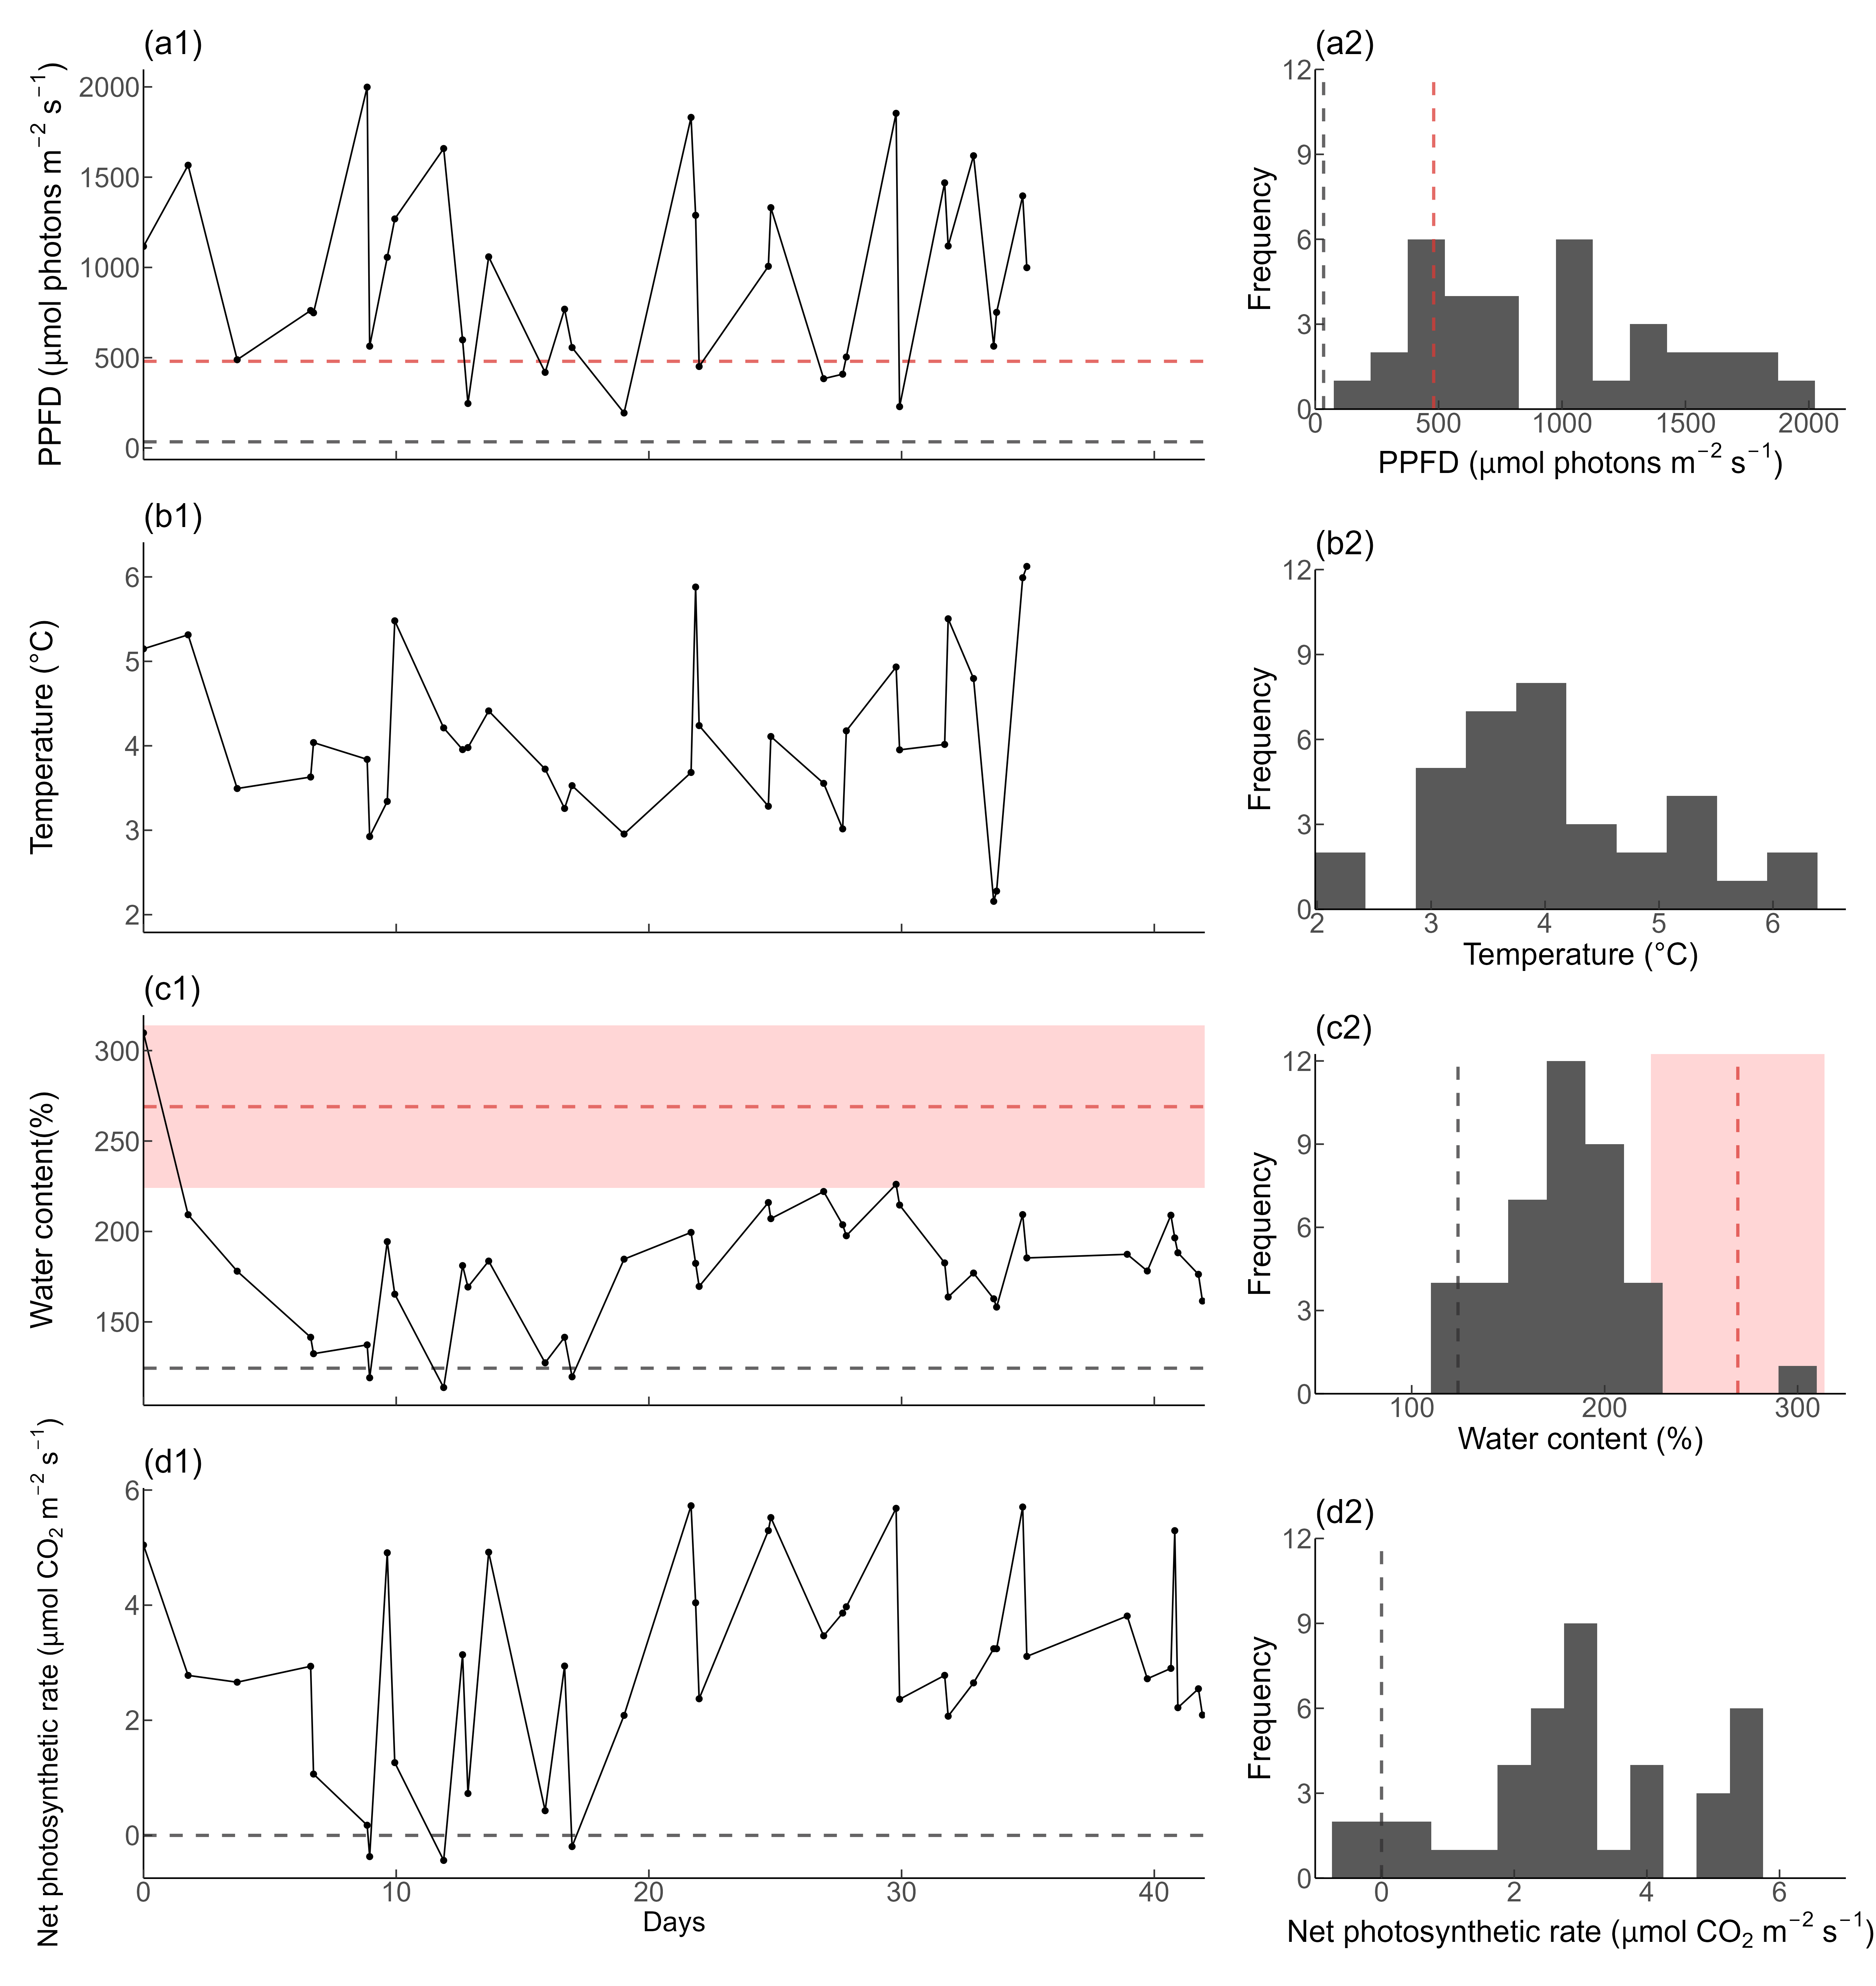 (a1)
PPFD (µmol photons m⁻² s⁻¹)
2000
1500
1000
500
0
(a2)
Frequency
12
9
6
3
0
0 500 1000 1500 2000
PPFD (µmol photons m⁻² s⁻¹)
(b1)
Temperature (°C)
6
5
4
3
2
(b2)
Frequency
12
9
6
3
0
2 3 4 5 6
Temperature (°C)
(c1)
Water content(%)
300
250
200
150
(c2)
Frequency
12
9
6
3
0
100 200 300
Water content (%)
(d1)
Net photosynthetic rate (µmol CO₂ m⁻² s⁻¹)
6
4
2
0
0 10 20 30 40
Days
(d2)
Frequency
12
9
6
3
0
0 2 4 6
Net photosynthetic rate (µmol CO₂ m⁻² s⁻¹)